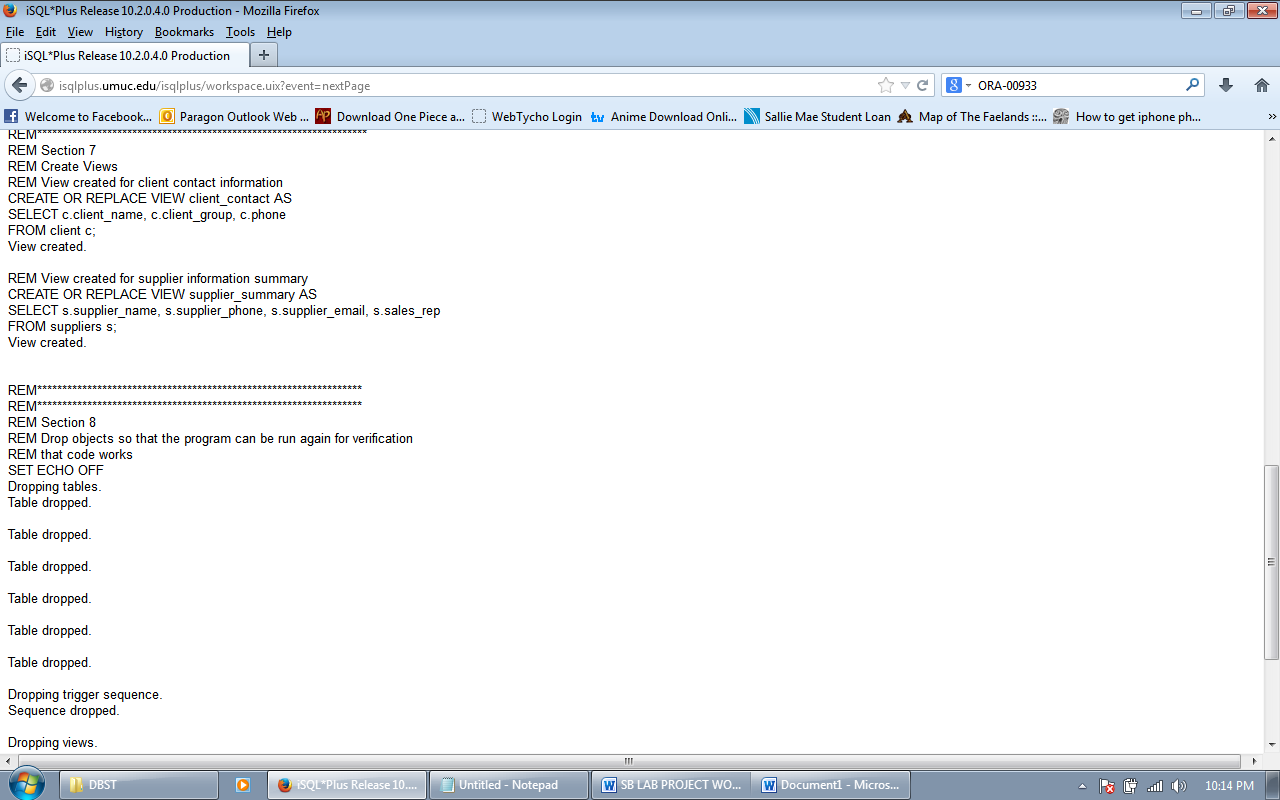 iSQL*Plus Release 10.2.0.4.0 Production - Mozilla Firefox
File Edit View History Bookmarks Tools Help
iSQL*Plus Release 10.2.0.4.0 Production
isqlplus.umuc.edu/isqlplus/workspace.uix?event=nextPage
ORA-00933
Welcome to Facebook... Paragon Outlook Web ... Download One Piece a... WebTycho Login Anime Download Onli... Sallie Mae Student Loan Map of The Faelands ::... How to get iphone ph... »
REM******************************************************************
REM Section 7
REM Create Views
REM View created for client contact information
CREATE OR REPLACE VIEW client_contact AS
SELECT c.client_name, c.client_group, c.phone
FROM client c;
View created.
REM View created for supplier information summary
CREATE OR REPLACE VIEW supplier_summary AS
SELECT s.supplier_name, s.supplier_phone, s.supplier_email, s.sales_rep
FROM suppliers s;
View created.
REM*****************************************************************
REM*****************************************************************
REM Section 8
REM Drop objects so that the program can be run again for verification
REM that code works
SET ECHO OFF
Dropping tables.
Table dropped.
Table dropped.
Table dropped.
Table dropped.
Table dropped.
Table dropped.
Dropping trigger sequence.
Sequence dropped.
Dropping views.
DBST iSQL*Plus Release 10.... Untitled - Notepad SB LAB PROJECT WO... Document1 - Micros... 10:14 PM